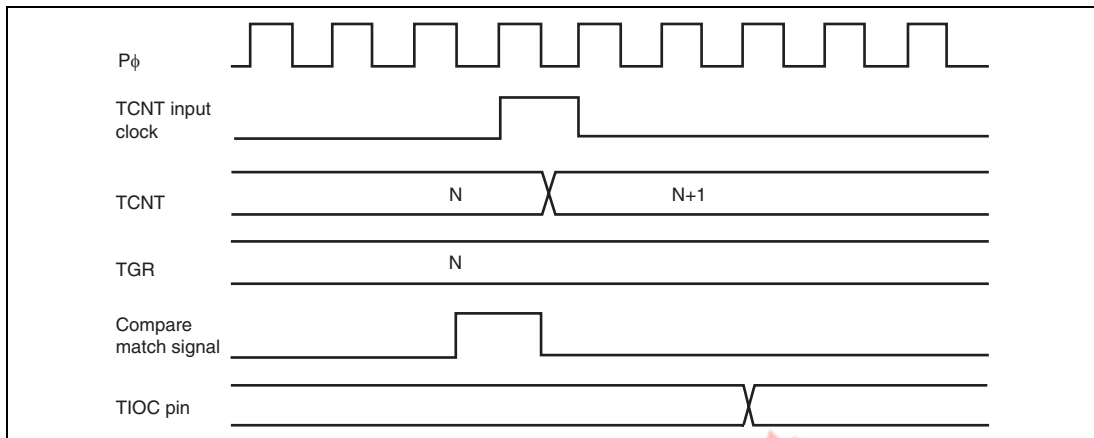 Pϕ
TCNT input
clock
TCNT
N
N+1
TGR
N
Compare
match signal
TIOC pin